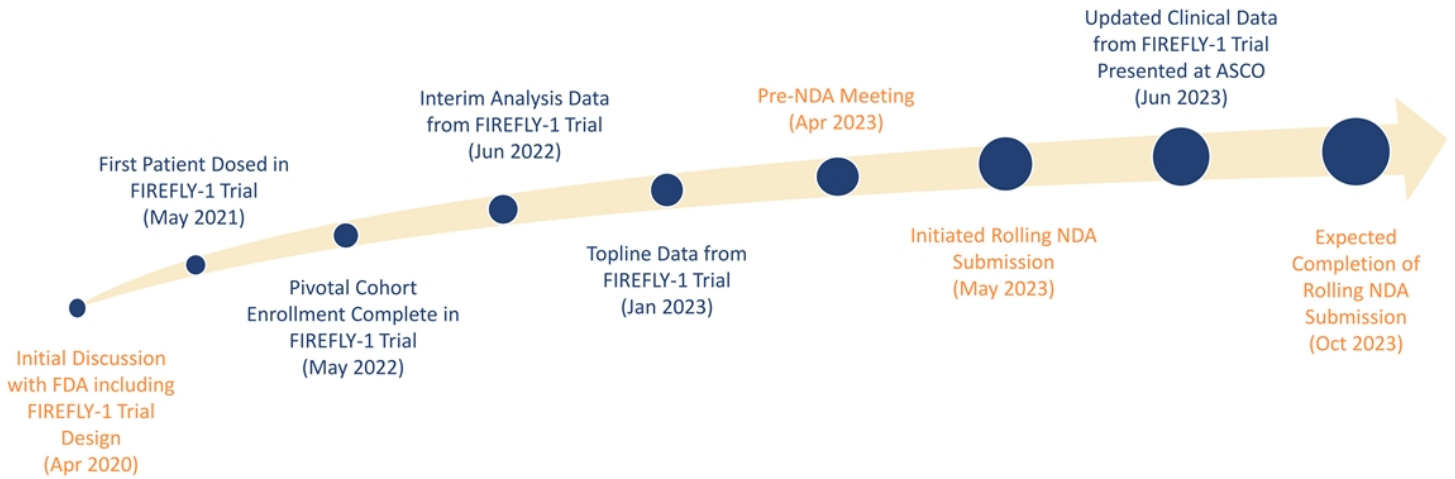 Initial Discussion
with FDA including
FIREFLY-1 Trial
Design
(Apr 2020)
First Patient Dosed in
FIREFLY-1 Trial
(May 2021)
Pivotal Cohort
Enrollment Complete in
FIREFLY-1 Trial
(May 2022)
Interim Analysis Data
from FIREFLY-1 Trial
(Jun 2022)
Topline Data from
FIREFLY-1 Trial
(Jan 2023)
Pre-NDA Meeting
(Apr 2023)
Initiated Rolling NDA
Submission
(May 2023)
Updated Clinical Data
from FIREFLY-1 Trial
Presented at ASCO
(Jun 2023)
Expected
Completion of
Rolling NDA
Submission
(Oct 2023)